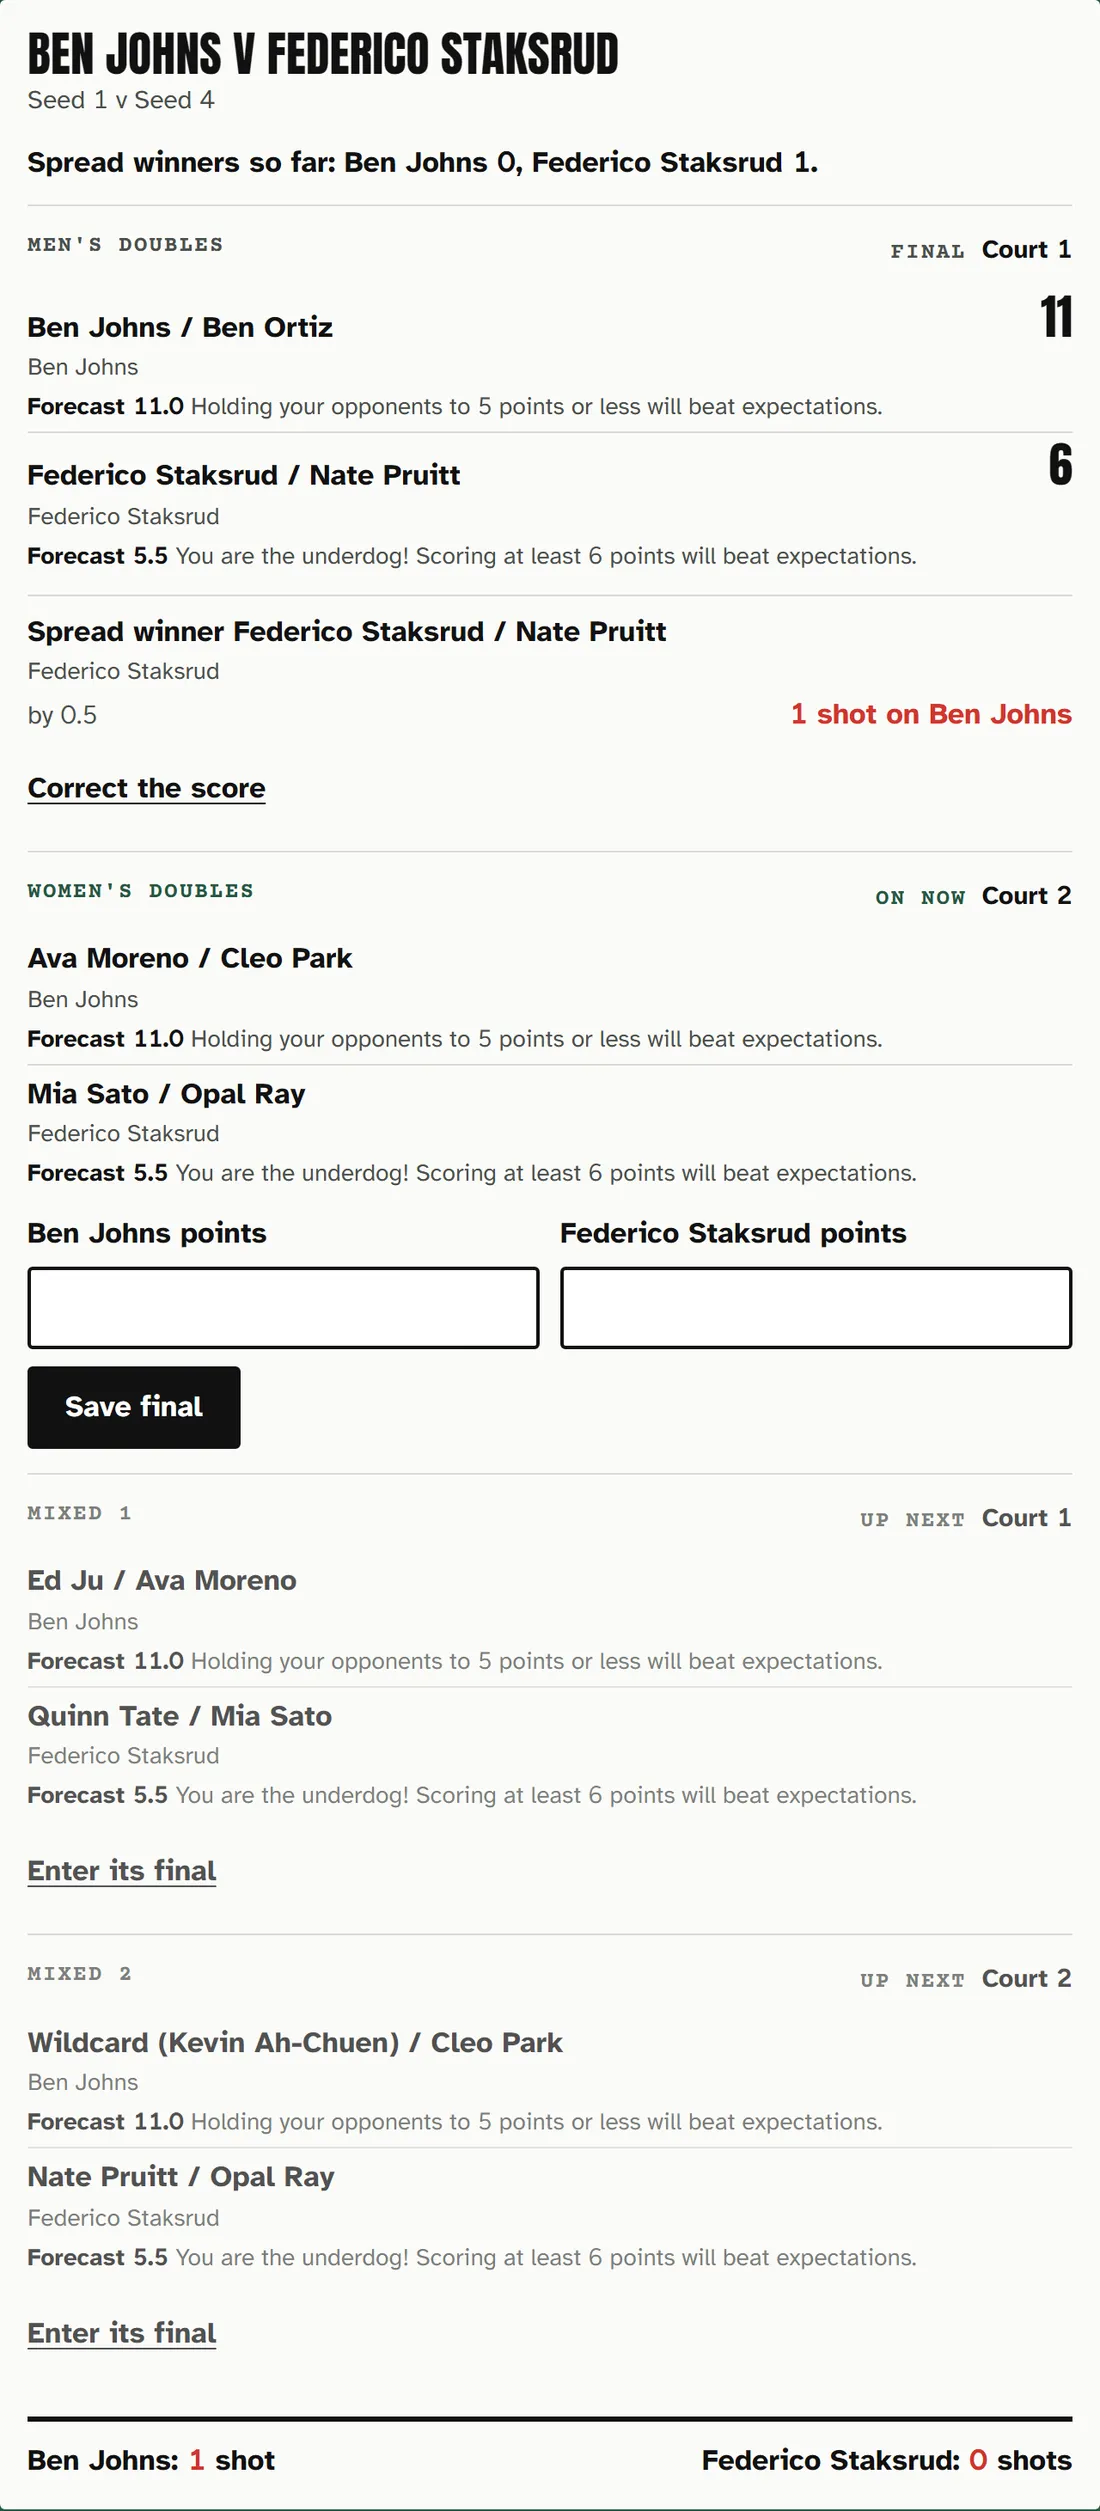 BEN JOHNS V FEDERICO STAKSRUD
Seed 1 v Seed 4
Spread winners so far: Ben Johns 0, Federico Staksrud 1.
MEN'S DOUBLES
FINAL Court 1
Ben Johns / Ben Ortiz
11
Ben Johns
Forecast 11.0 Holding your opponents to 5 points or less will beat expectations.
Federico Staksrud / Nate Pruitt
6
Federico Staksrud
Forecast 5.5 You are the underdog! Scoring at least 6 points will beat expectations.
Spread winner Federico Staksrud / Nate Pruitt
Federico Staksrud
by 0.5
1 shot on Ben Johns
Correct the score
WOMEN'S DOUBLES
ON NOW Court 2
Ava Moreno / Cleo Park
Ben Johns
Forecast 11.0 Holding your opponents to 5 points or less will beat expectations.
Mia Sato / Opal Ray
Federico Staksrud
Forecast 5.5 You are the underdog! Scoring at least 6 points will beat expectations.
Ben Johns points
Federico Staksrud points
Save final
MIXED 1
UP NEXT Court 1
Ed Ju / Ava Moreno
Ben Johns
Forecast 11.0 Holding your opponents to 5 points or less will beat expectations.
Quinn Tate / Mia Sato
Federico Staksrud
Forecast 5.5 You are the underdog! Scoring at least 6 points will beat expectations.
Enter its final
MIXED 2
UP NEXT Court 2
Wildcard (Kevin Ah-Chuen) / Cleo Park
Ben Johns
Forecast 11.0 Holding your opponents to 5 points or less will beat expectations.
Nate Pruitt / Opal Ray
Federico Staksrud
Forecast 5.5 You are the underdog! Scoring at least 6 points will beat expectations.
Enter its final
Ben Johns: 1 shot
Federico Staksrud: 0 shots